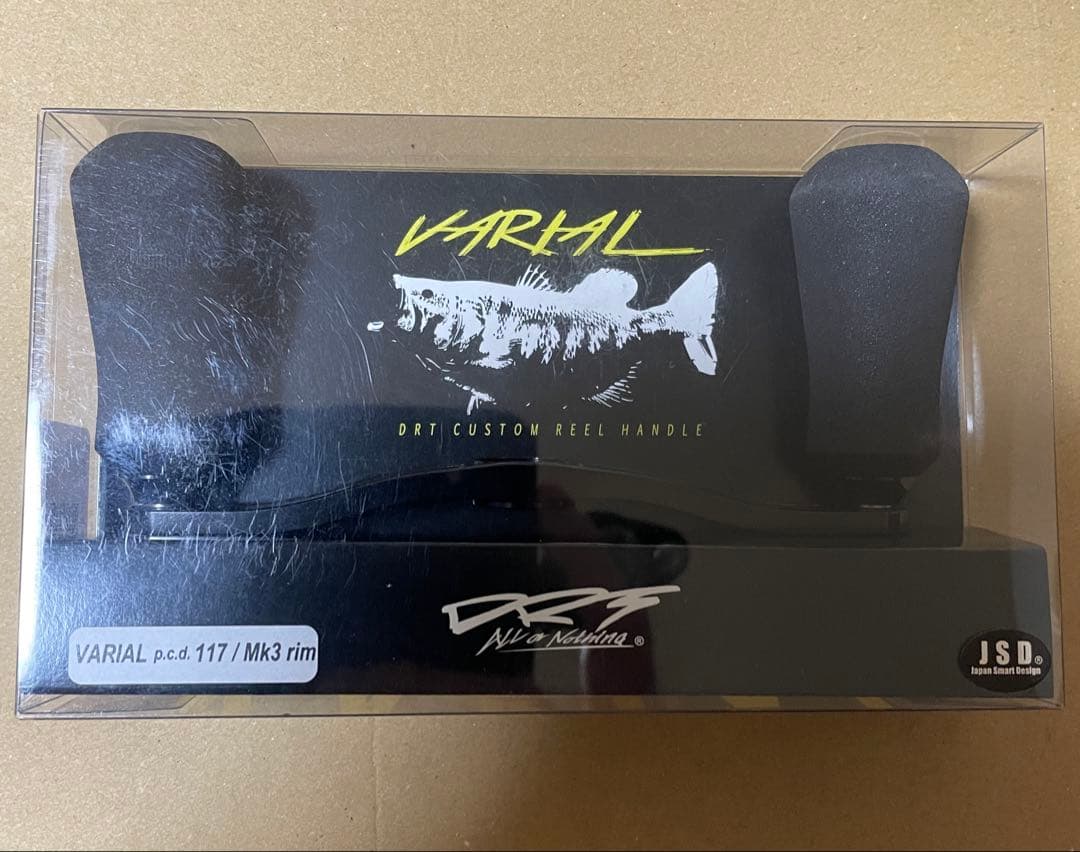 VARIAL
DRT CUSTOM REEL HANDLE
DRT
All or Nothing®
VARIAL p.c.d. 117 / Mk3 rim
JSD®
Japan Smart Design